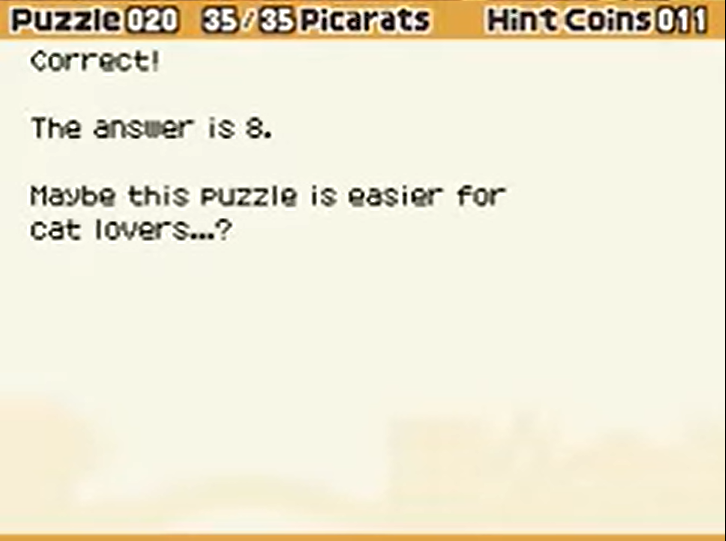 Puzzle 020 35/35 Picarats Hint Coins 011
Correct!
The answer is 8.
Maybe this puzzle is easier for
cat lovers...?